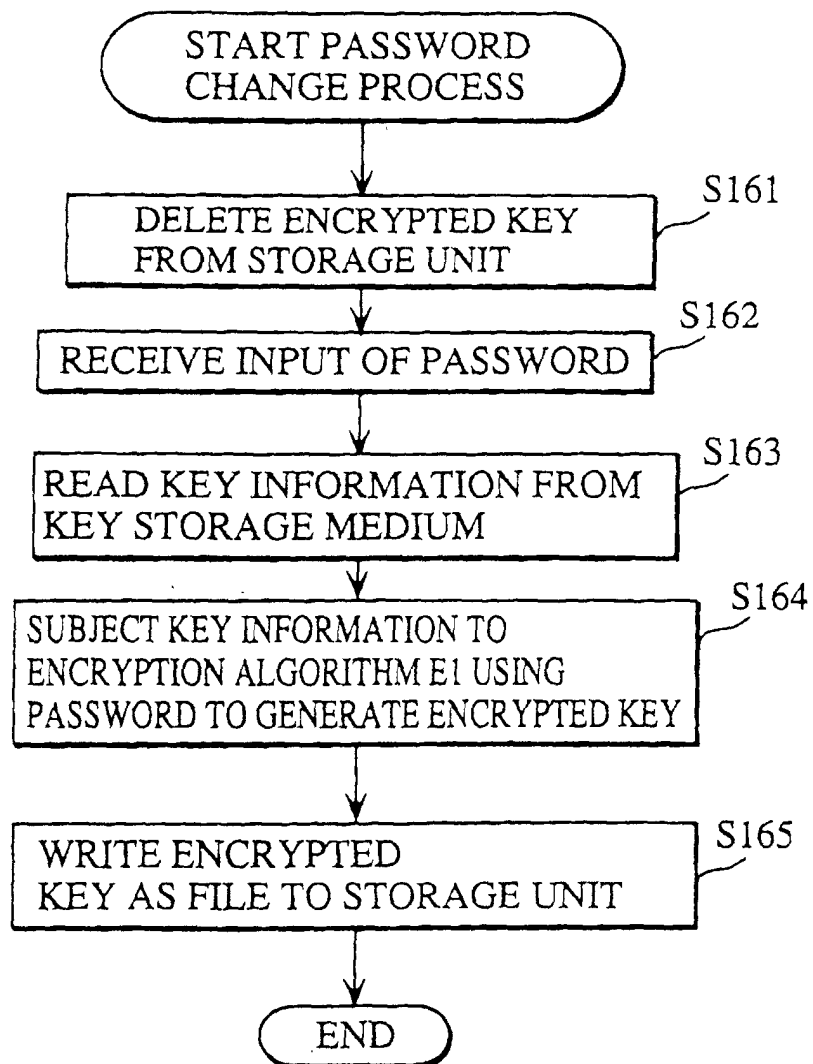 START PASSWORD
CHANGE PROCESS
S161
DELETE ENCRYPTED KEY
FROM STORAGE UNIT
S162
RECEIVE INPUT OF PASSWORD
S163
READ KEY INFORMATION FROM
KEY STORAGE MEDIUM
S164
SUBJECT KEY INFORMATION TO
ENCRYPTION ALGORITHM E1 USING
PASSWORD TO GENERATE ENCRYPTED KEY
S165
WRITE ENCRYPTED
KEY AS FILE TO STORAGE UNIT
END